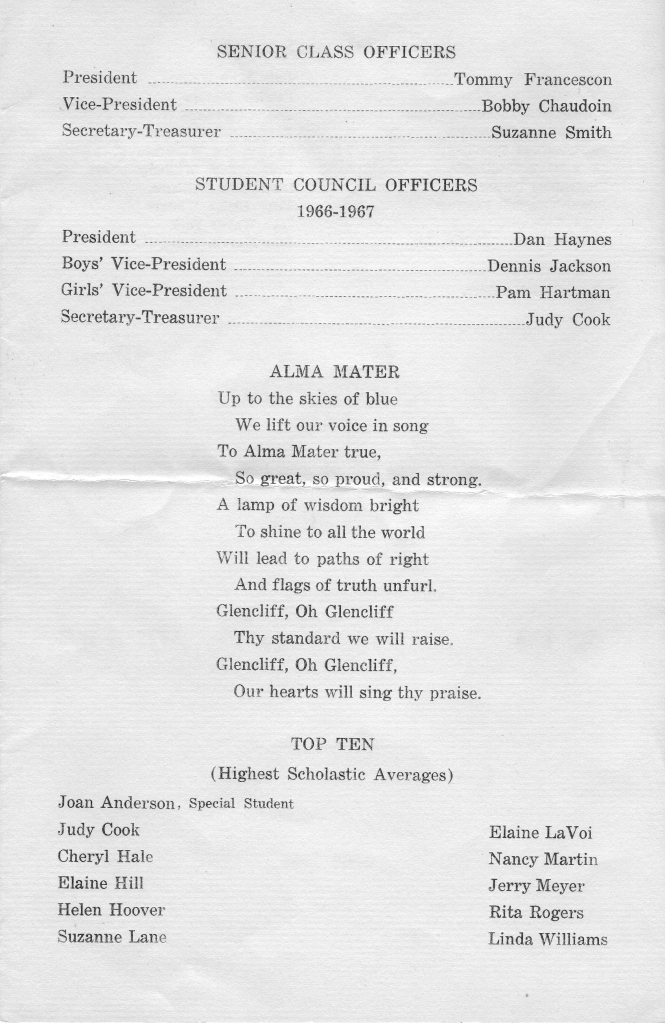 SENIOR CLASS OFFICERS
President Tommy Francescon
Vice-President Bobby Chaudoin
Secretary-Treasurer Suzanne Smith
STUDENT COUNCIL OFFICERS
1966-1967
President Dan Haynes
Boys' Vice-President Dennis Jackson
Girls' Vice-President Pam Hartman
Secretary-Treasurer Judy Cook
ALMA MATER
Up to the skies of blue
We lift our voice in song
To Alma Mater true,
So great, so proud, and strong.
A lamp of wisdom bright
To shine to all the world
Will lead to paths of right
And flags of truth unfurl.
Glencliff, Oh Glencliff
Thy standard we will raise.
Glencliff, Oh Glencliff,
Our hearts will sing thy praise.
TOP TEN
(Highest Scholastic Averages)
Joan Anderson, Special Student
Judy Cook
Cheryl Hale
Elaine Hill
Helen Hoover
Suzanne Lane
Elaine LaVoi
Nancy Martin
Jerry Meyer
Rita Rogers
Linda Williams